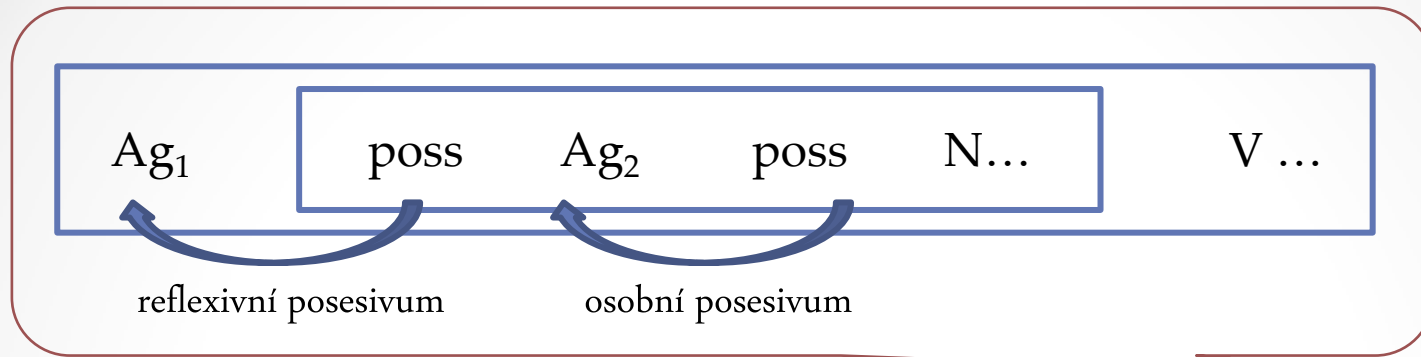 Ag₁ poss Ag₂ poss N… V …
reflexivní posesivum osobní posesivum